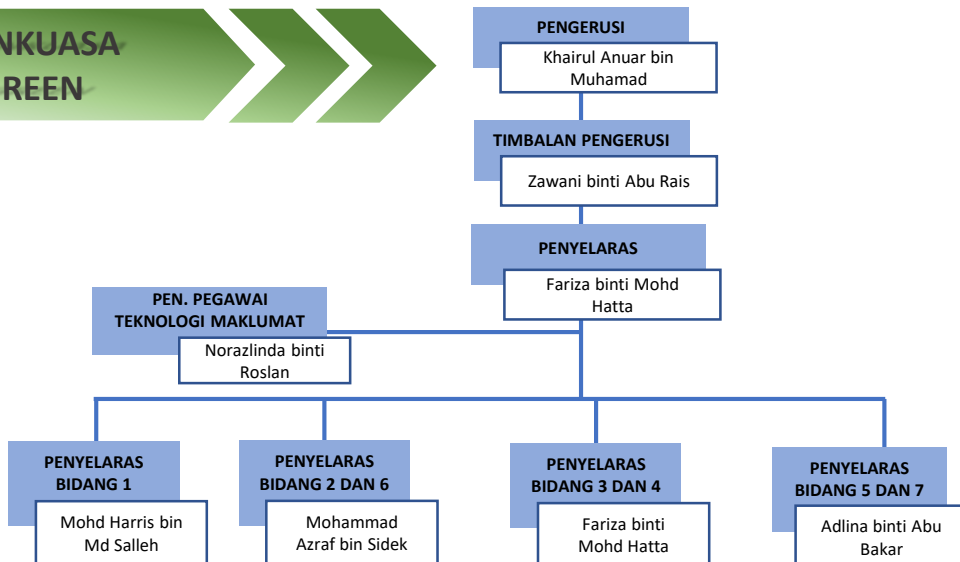 NKUASA
REEN
PENGERUSI
Khairul Anuar bin
Muhamad
TIMBALAN PENGERUSI
Zawani binti Abu Rais
PENYELARAS
Fariza binti Mohd
Hatta
PEN. PEGAWAI
TEKNOLOGI MAKLUMAT
Norazlinda binti
Roslan
PENYELARAS
BIDANG 1
Mohd Harris bin
Md Salleh
PENYELARAS
BIDANG 2 DAN 6
Mohammad
Azraf bin Sidek
PENYELARAS
BIDANG 3 DAN 4
Fariza binti
Mohd Hatta
PENYELARAS
BIDANG 5 DAN 7
Adlina binti Abu
Bakar